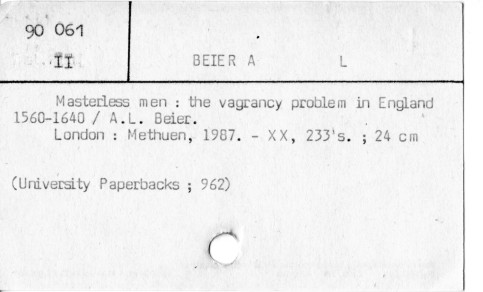 90 061
II
BEIER A L
Masterless men : the vagrancy problem in England
1560-1640 / A.L. Beier.
London : Methuen, 1987. - XX, 233's. ; 24 cm
(University Paperbacks ; 962)